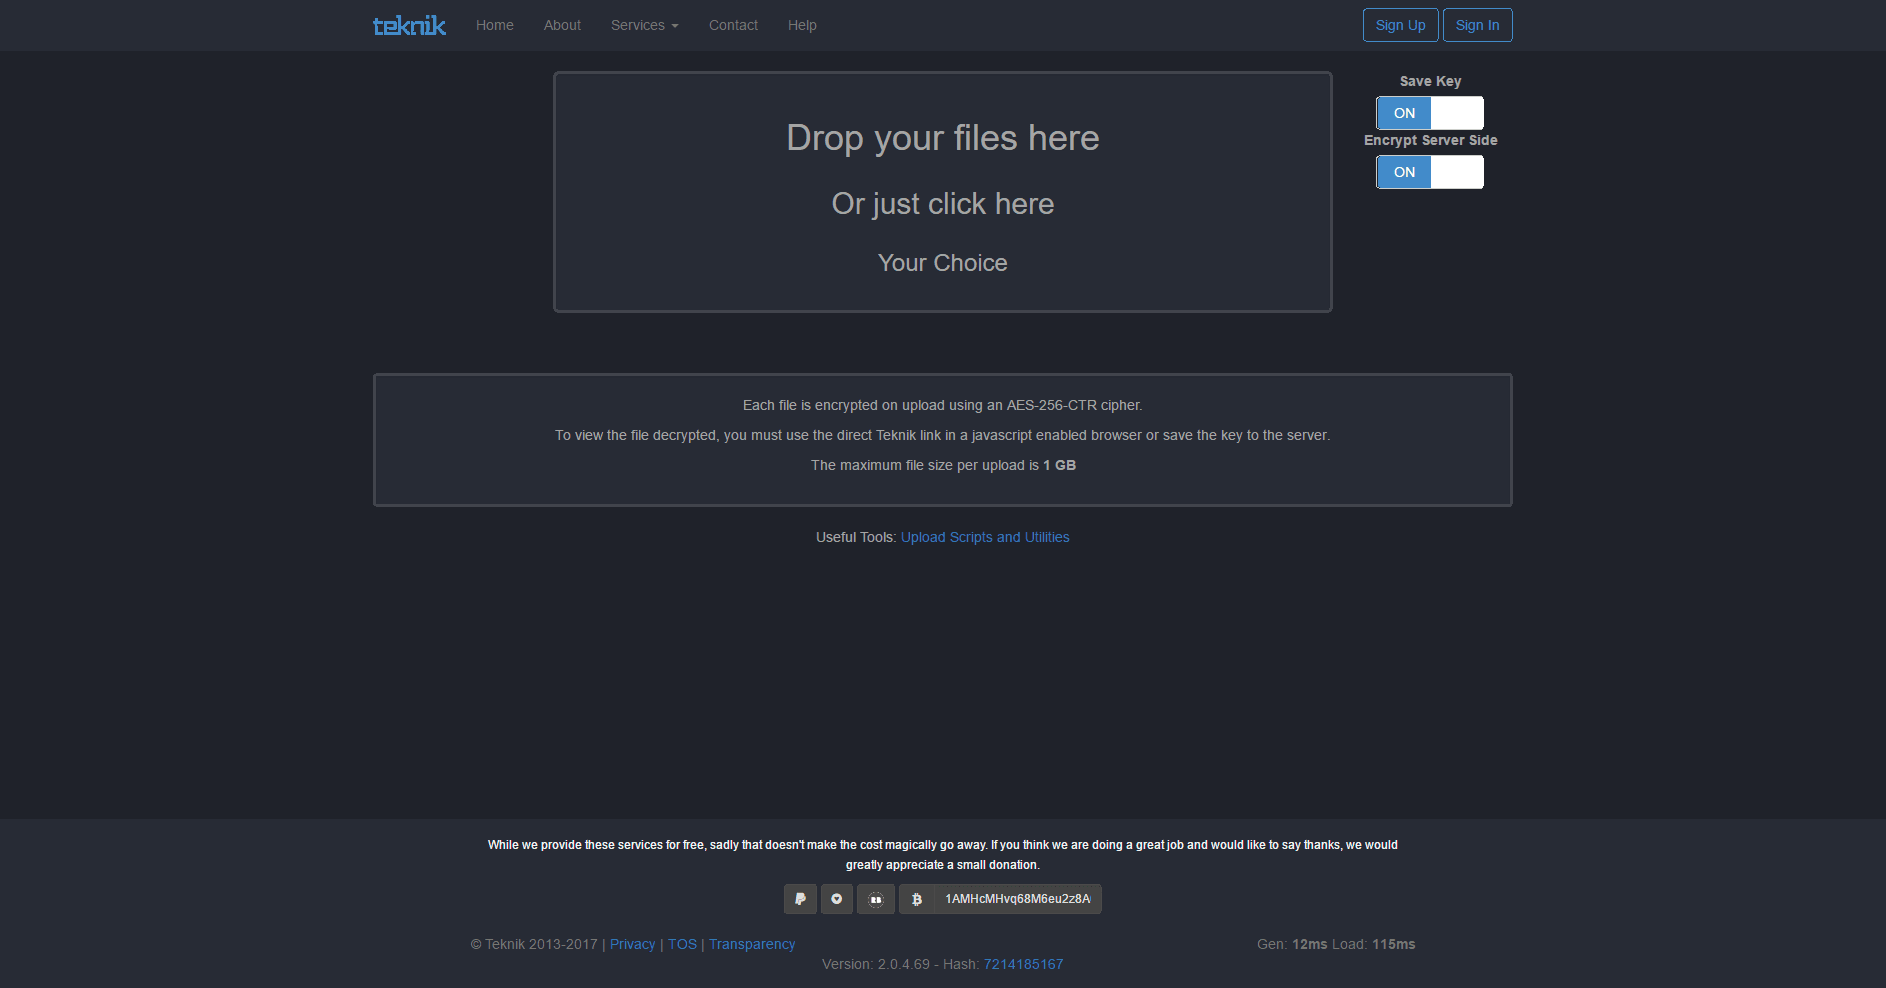 teknik Home About Services Contact Help Sign Up Sign In
Save Key
ON
Encrypt Server Side
ON
Drop your files here
Or just click here
Your Choice
Each file is encrypted on upload using an AES-256-CTR cipher.
To view the file decrypted, you must use the direct Teknik link in a javascript enabled browser or save the key to the server.
The maximum file size per upload is 1 GB
Useful Tools: Upload Scripts and Utilities
While we provide these services for free, sadly that doesn't make the cost magically go away. If you think we are doing a great job and would like to say thanks, we would
greatly appreciate a small donation.
1AMHcMHvq68M6eu2z8A
© Teknik 2013-2017 | Privacy | TOS | Transparency
Gen: 12ms Load: 115ms
Version: 2.0.4.69 - Hash: 7214185167